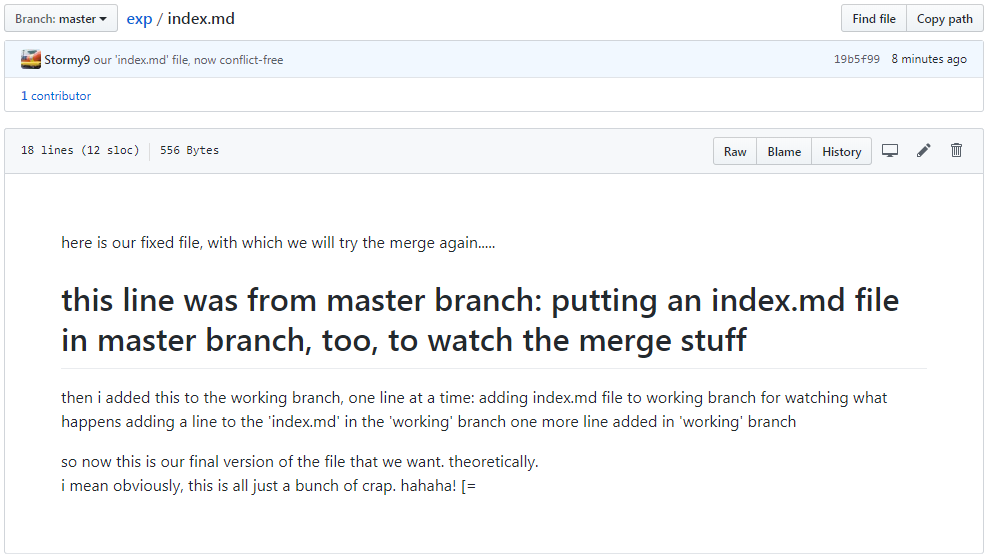 Branch: master
exp / index.md
Find file
Copy path
Stormy9 our 'index.md' file, now conflict-free
19b5f99 8 minutes ago
1 contributor
18 lines (12 sloc)
556 Bytes
Raw
Blame
History
here is our fixed file, with which we will try the merge again.....
this line was from master branch: putting an index.md file
in master branch, too, to watch the merge stuff
then i added this to the working branch, one line at a time: adding index.md file to working branch for watching what
happens adding a line to the 'index.md' in the 'working' branch one more line added in 'working' branch
so now this is our final version of the file that we want. theoretically.
i mean obviously, this is all just a bunch of crap. hahaha! [=